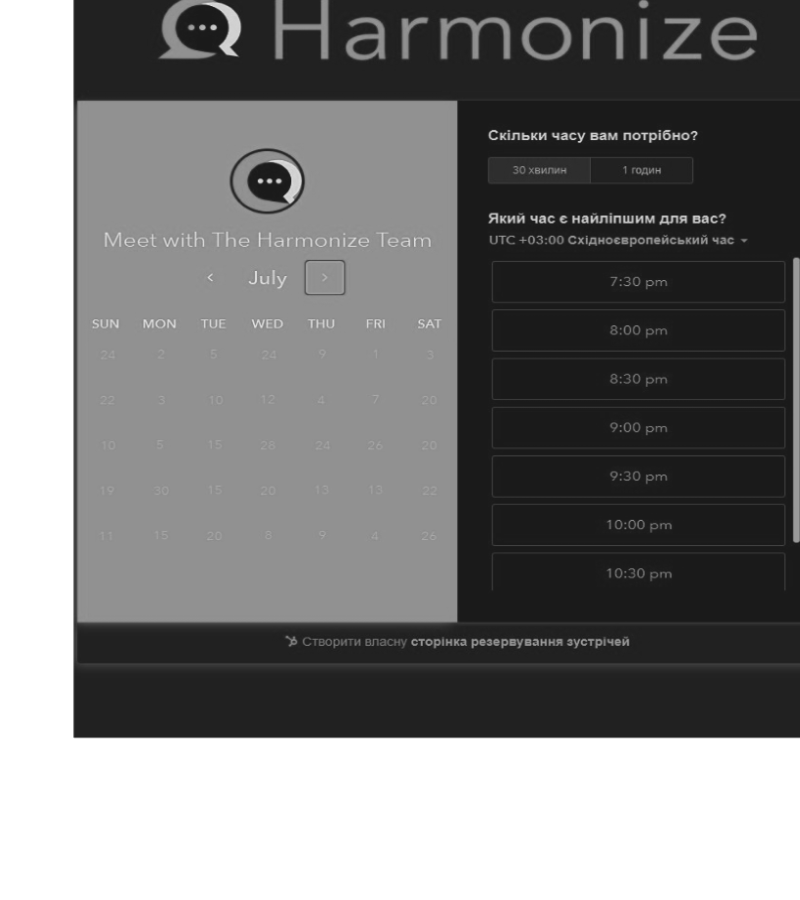 Harmonize
Meet with The Harmonize Team
‹ July ›
SUN MON TUE WED THU FRI SAT
24 2 5 24 9 1 3
22 3 10 12 4 7 20
10 5 15 28 24 26 20
19 30 15 20 13 13 22
11 15 20 8 9 4 26
Скільки часу вам потрібно?
30 хвилин 1 годин
Який час є найліпшим для вас?
UTC +03:00 Східноєвропейський час
7:30 pm
8:00 pm
8:30 pm
9:00 pm
9:30 pm
10:00 pm
10:30 pm
Створити власну сторінка резервування зустрічей